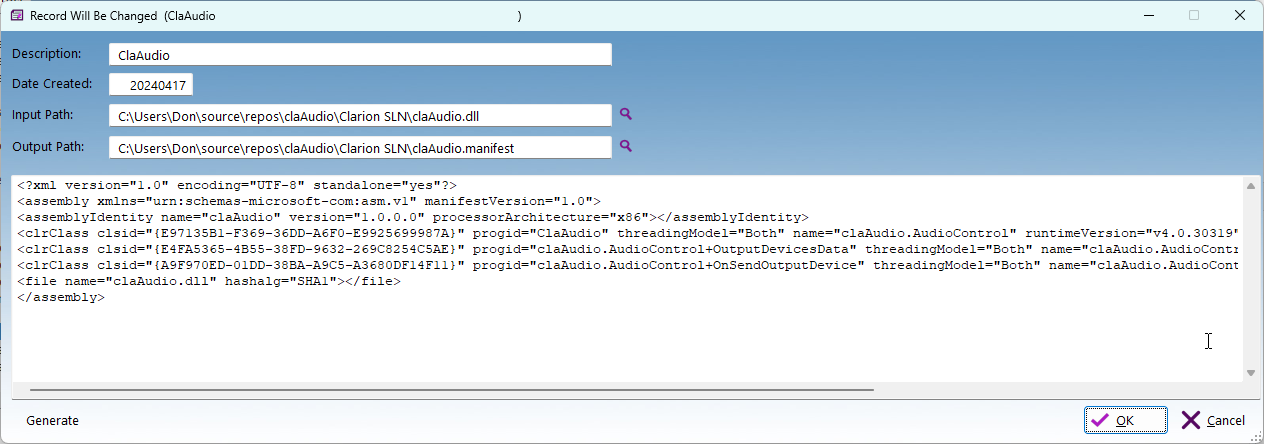 Record Will Be Changed  (ClaAudio                    )
Description: ClaAudio
Date Created: 20240417
Input Path: C:\Users\Don\source\repos\claAudio\Clarion SLN\claAudio.dll
Output Path: C:\Users\Don\source\repos\claAudio\Clarion SLN\claAudio.manifest
<?xml version="1.0" encoding="UTF-8" standalone="yes"?>
<assembly xmlns="urn:schemas-microsoft-com:asm.v1" manifestVersion="1.0">
<assemblyIdentity name="claAudio" version="1.0.0.0" processorArchitecture="x86"></assemblyIdentity>
<clrClass clsid="{E97135B1-F369-36DD-A6F0-E9925699987A}" progid="ClaAudio" threadingModel="Both" name="claAudio.AudioControl" runtimeVersion="v4.0.30319"
<clrClass clsid="{E4FA5365-4B55-38FD-9632-269C8254C5AE}" progid="claAudio.AudioControl+OutputDevicesData" threadingModel="Both" name="claAudio.AudioContr
<clrClass clsid="{A9F970ED-01DD-38BA-A9C5-A3680DF14F11}" progid="claAudio.AudioControl+OnSendOutputDevice" threadingModel="Both" name="claAudio.AudioCont
<file name="claAudio.dll" hashalg="SHA1"></file>
</assembly>
Generate OK Cancel